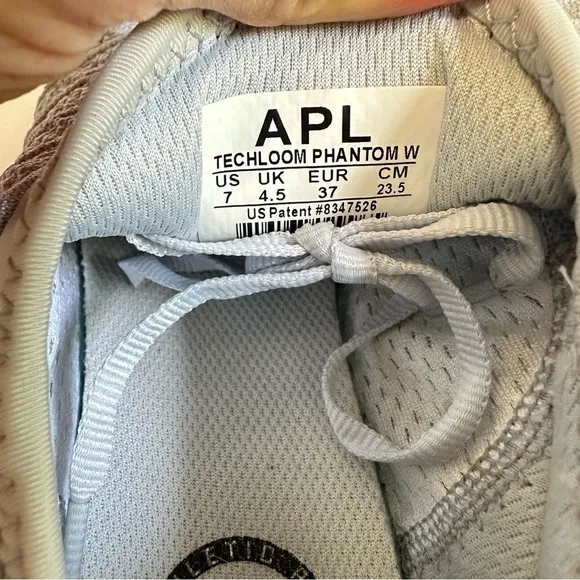 APL
TECHLOOM PHANTOM W
US UK EUR CM
7 4.5 37 23.5
US Patent #8347526